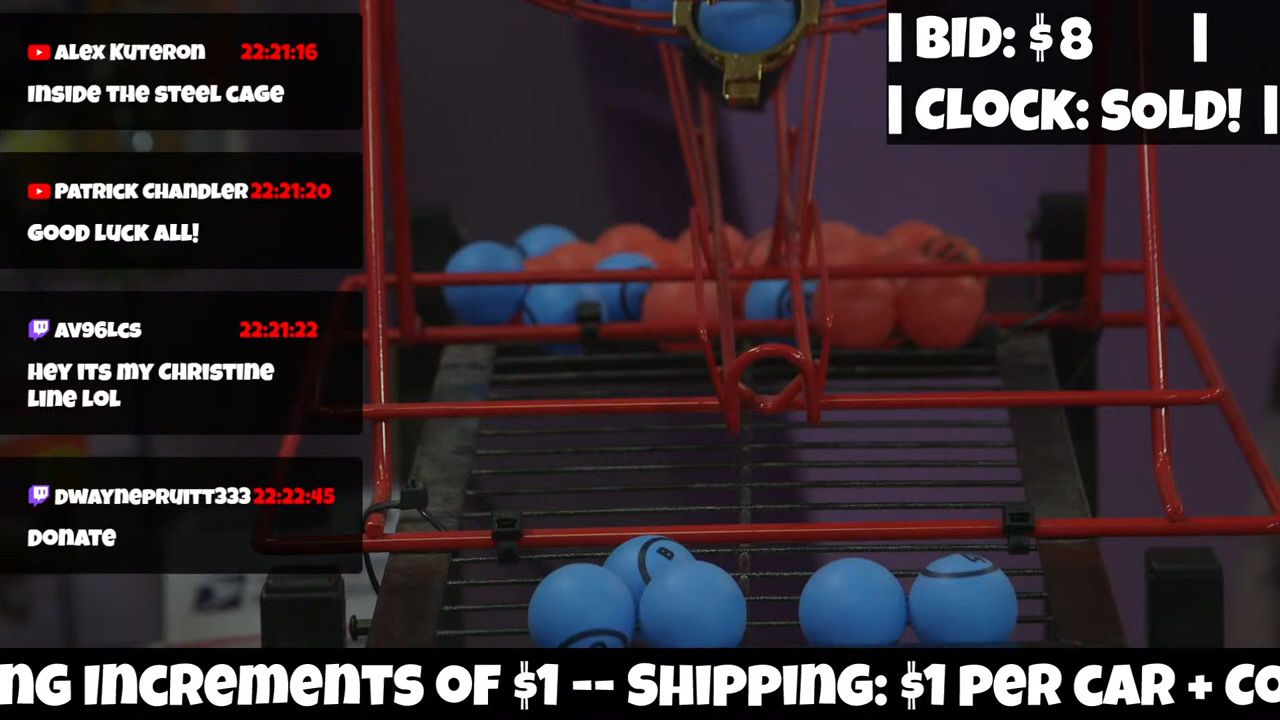 ALEX KUTERON 22:21:16
INSIDE THE STEEL CAGE
PATRICK CHANDLER 22:21:20
GOOD LUCK ALL!
AV96LCS 22:21:22
HEY ITS MY CHRISTINE
LINE LOL
DWAYNEPRUITT333 22:22:45
DONATE
| BID: $8 |
| CLOCK: SOLD! |
B
NG INCREMENTS OF $1 -- SHIPPING: $1 PER CAR + CO